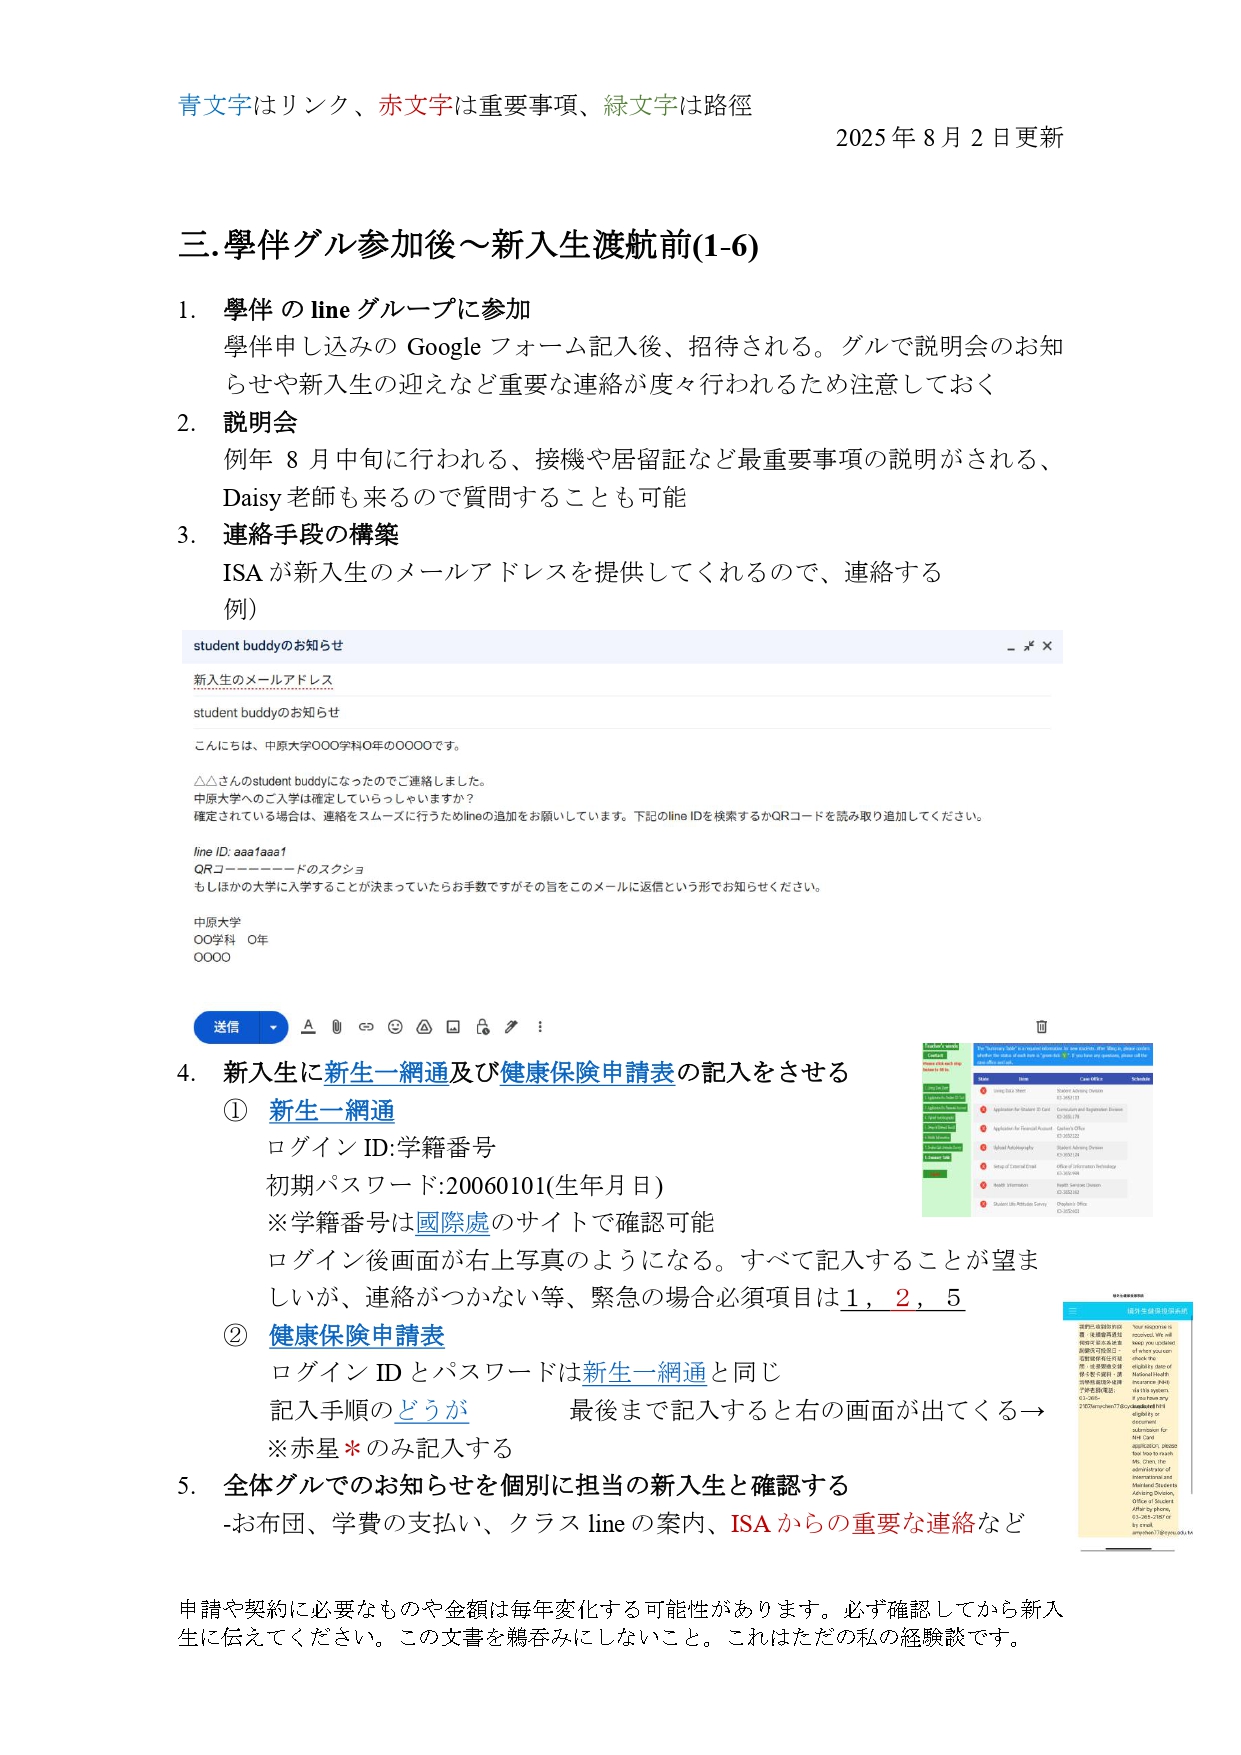 青文字はリンク、赤文字は重要事項、緑文字は路徑
2025年8月2日更新
三.學伴グル参加後～新入生渡航前(1-6)
1. 學伴 の line グループに参加
學伴申し込みの Google フォーム記入後、招待される。グルで説明会のお知
らせや新入生の迎えなど重要な連絡が度々行われるため注意しておく
2. 説明会
例年 8 月中旬に行われる、接機や居留証など最重要事項の説明がされる、
Daisy 老師も来るので質問することも可能
3. 連絡手段の構築
ISA が新入生のメールアドレスを提供してくれるので、連絡する
例）
student buddyのお知らせ
新入生のメールアドレス
student buddyのお知らせ
こんにちは、中原大学OOO学科O年のOOOOです。
△△さんのstudent buddyになったのでご連絡しました。
中原大学へのご入学は確定していらっしゃいますか？
確定されている場合は、連絡をスムーズに行うためlineの追加をお願いしています。下記のline IDを検索するかQRコードを読み取り追加してください。
line ID: aaa1aaa1
QRコーーーーーードのスクショ
もしほかの大学に入学することが決まっていたらお手数ですがその旨をこのメールに返信という形でお知らせください。
中原大学
OO学科　O年
OOOO
送信
4. 新入生に新生一網通及び健康保険申請表の記入をさせる
① 新生一網通
ログイン ID:学籍番号
初期パスワード:20060101(生年月日)
※学籍番号は國際處のサイトで確認可能
ログイン後画面が右上写真のようになる。すべて記入することが望ま
しいが、連絡がつかない等、緊急の場合必須項目は１，２，５
② 健康保険申請表
ログイン ID とパスワードは新生一網通と同じ
記入手順のどうが 最後まで記入すると右の画面が出てくる→
※赤星＊のみ記入する
5. 全体グルでのお知らせを個別に担当の新入生と確認する
-お布団、学費の支払い、クラス line の案内、ISA からの重要な連絡など
Your response is
received. We will
keep you updated
of when you can
check the
eligibility date of
National Health
Insurance (NHI)
via this system.
If you have any
申請や契約に必要なものや金額は毎年変化する可能性があります。必ず確認してから新入
生に伝えてください。この文書を鵜呑みにしないこと。これはただの私の経験談です。